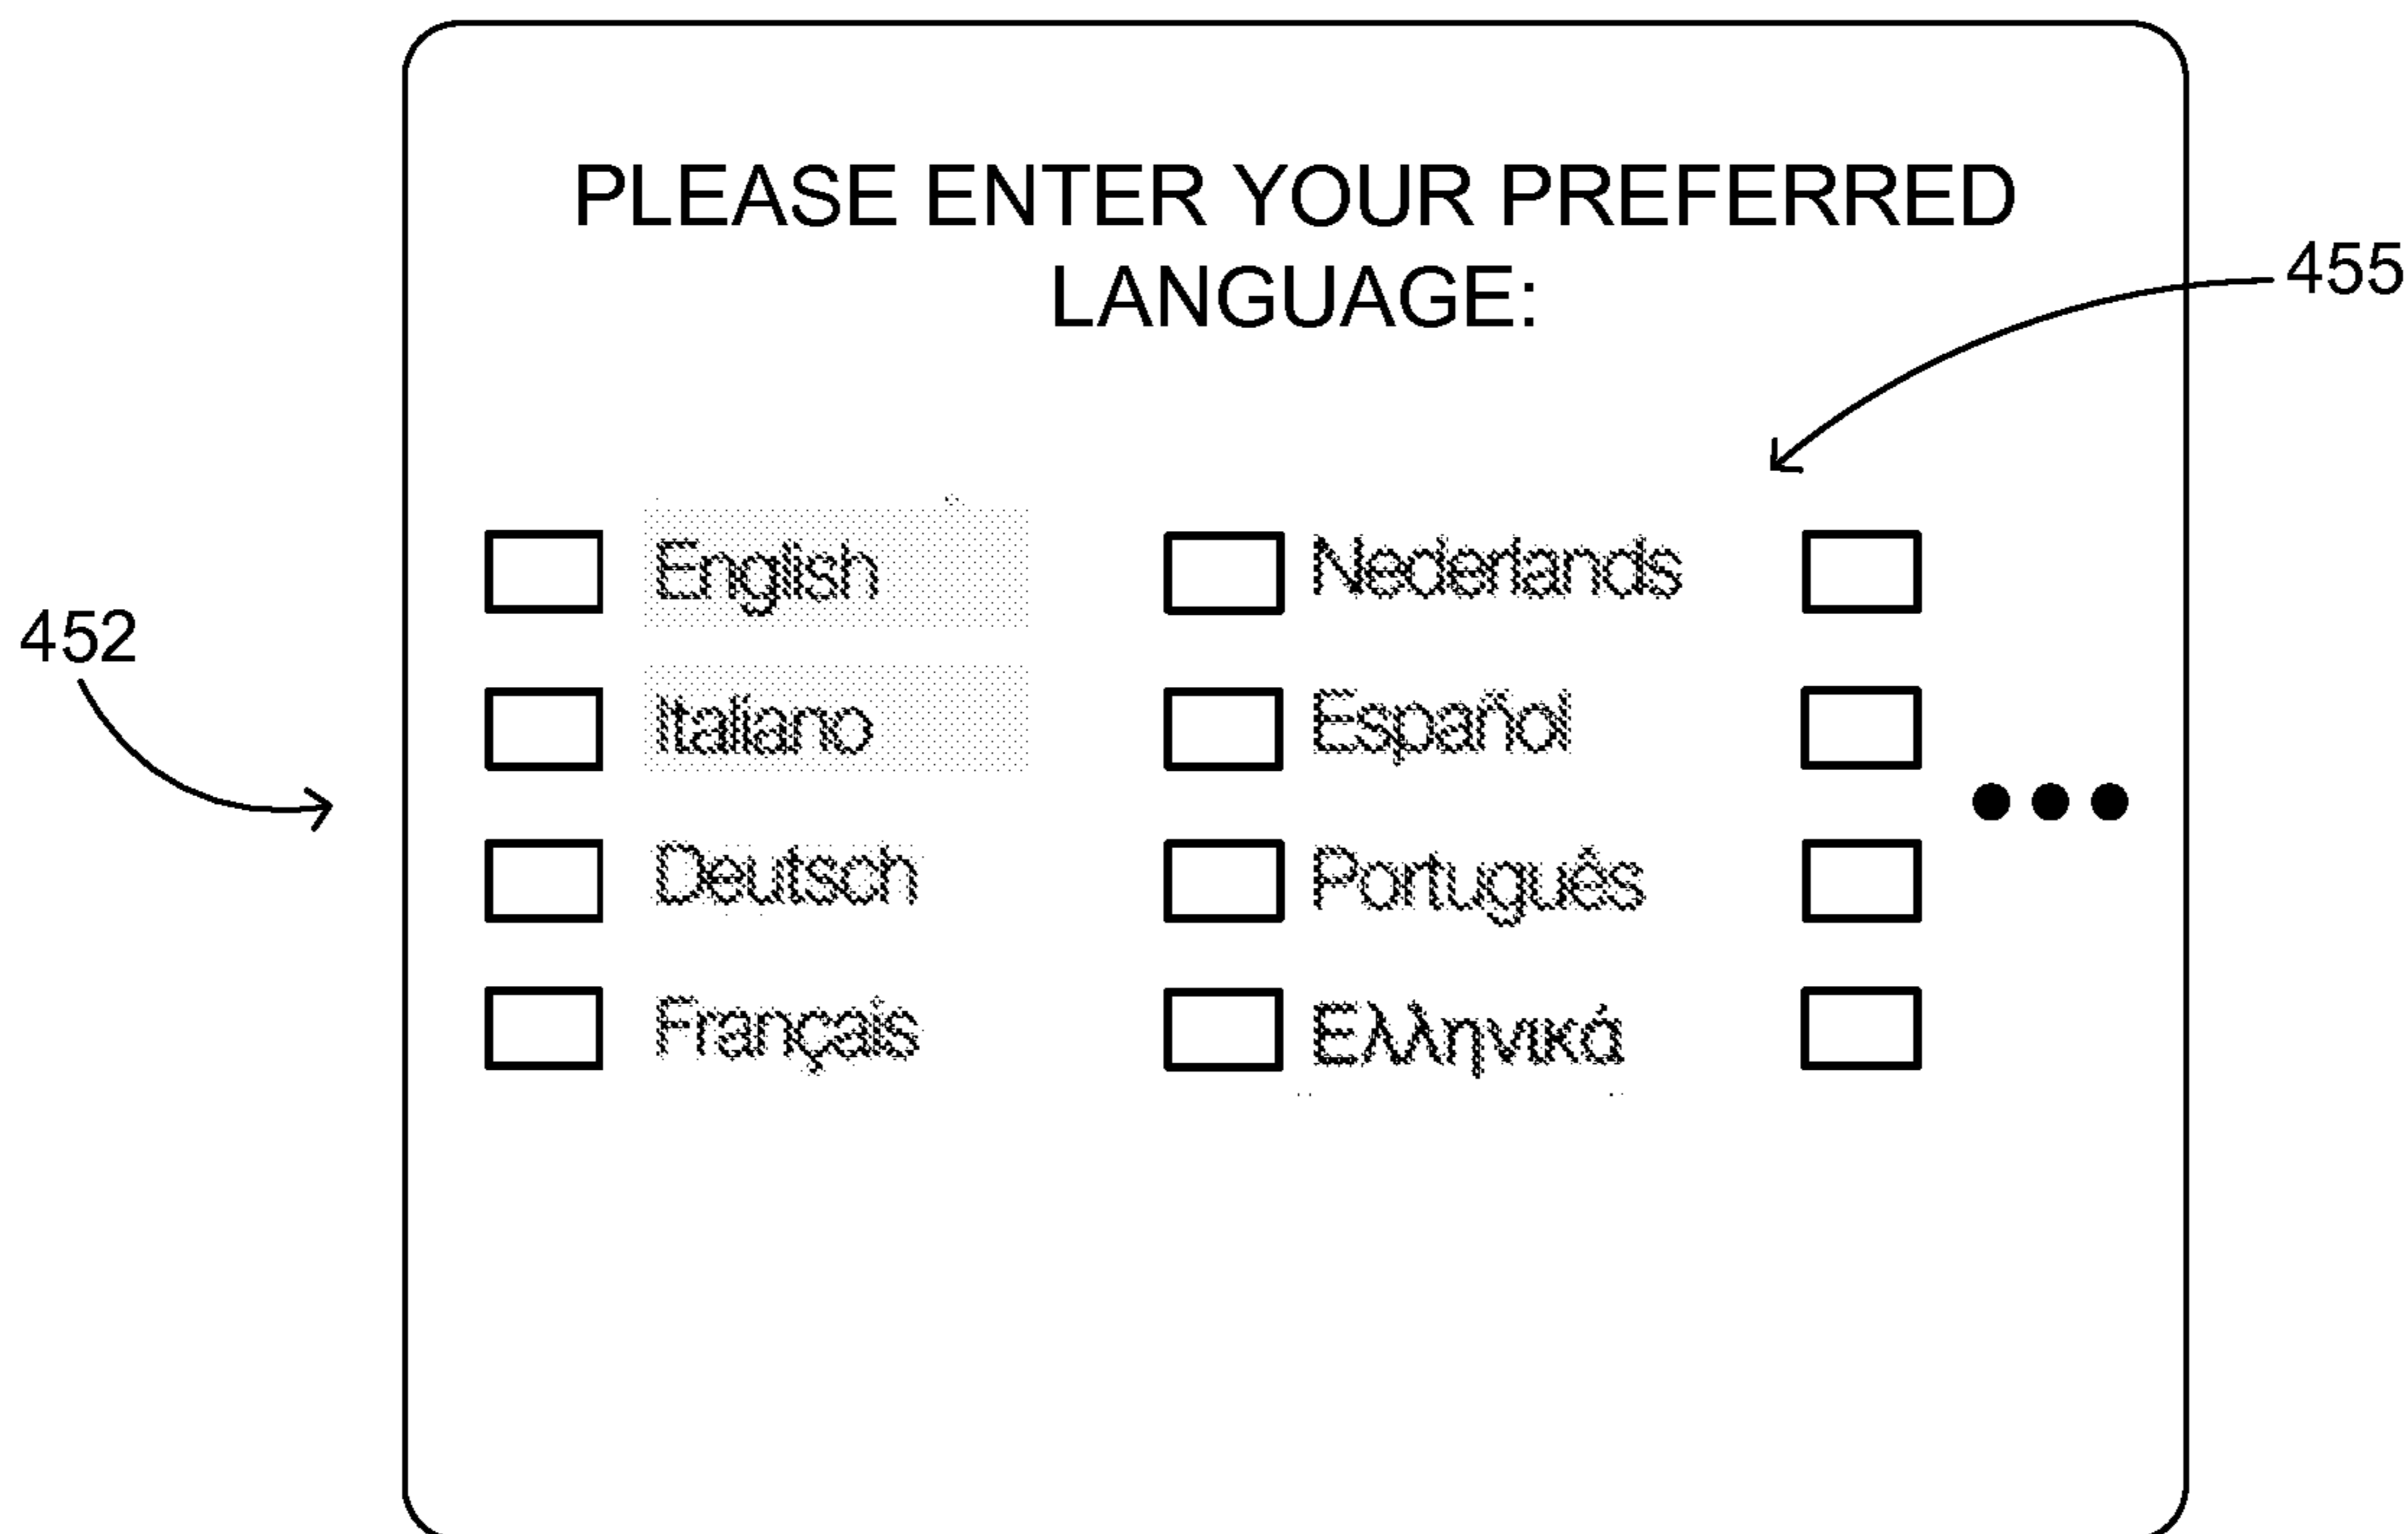 PLEASE ENTER YOUR PREFERRED
LANGUAGE:
455
English
Nederlands
452
Italiano
Español
Deutsch
Português
Français
Ελληνικά